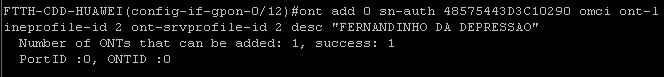 FTTH-CDD-HUAWEI(config-if-gpon-0/12)#ont add 0 sn-auth 48575443D3C10290 omci ont-l
ineprofile-id 2 ont-srvprofile-id 2 desc "FERNANDINHO DA DEPRESSAO"
Number of ONTs that can be added: 1, success: 1
PortID :0, ONTID :0